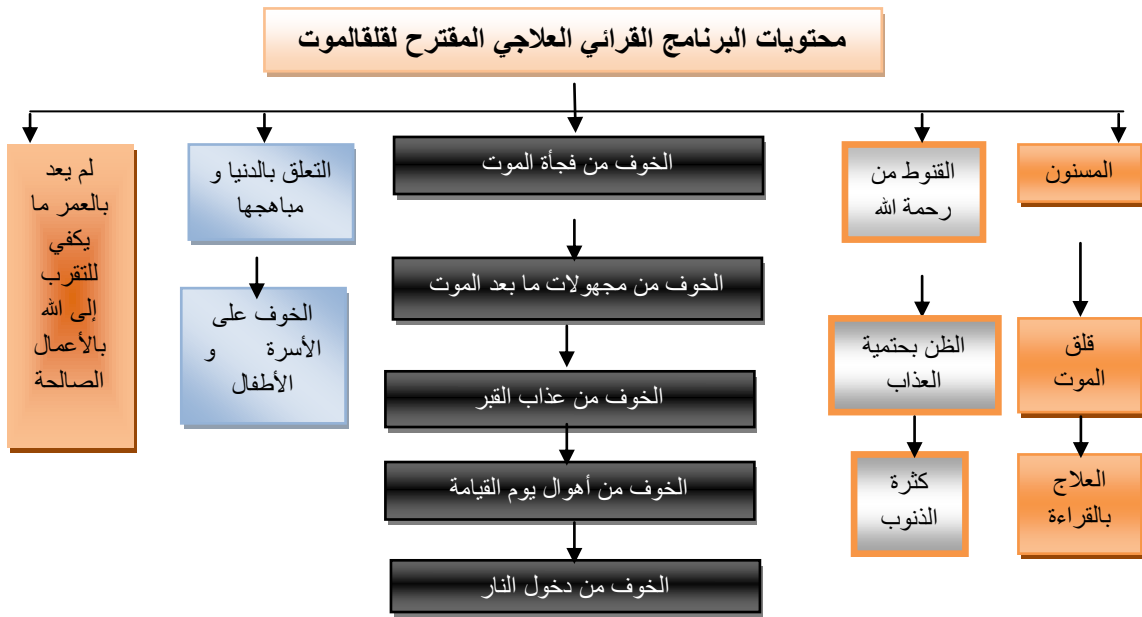 محتويات البرنامج القرائي العلاجي المقترح لقلقالموت
المسنون
قلق
الموت
العلاج
بالقراءة
القنوط من
رحمة الله
الظن بحتمية
العذاب
كثرة
الذنوب
الخوف من فجأة الموت
الخوف من مجهولات ما بعد الموت
الخوف من عذاب القبر
الخوف من أهوال يوم القيامة
الخوف من دخول النار
التعلق بالدنيا و
مباهجها
الخوف على
الأسرة و
الأطفال
لم يعد
بالعمر ما
يكفي
للتقرب
إلى الله
بالأعمال
الصالحة